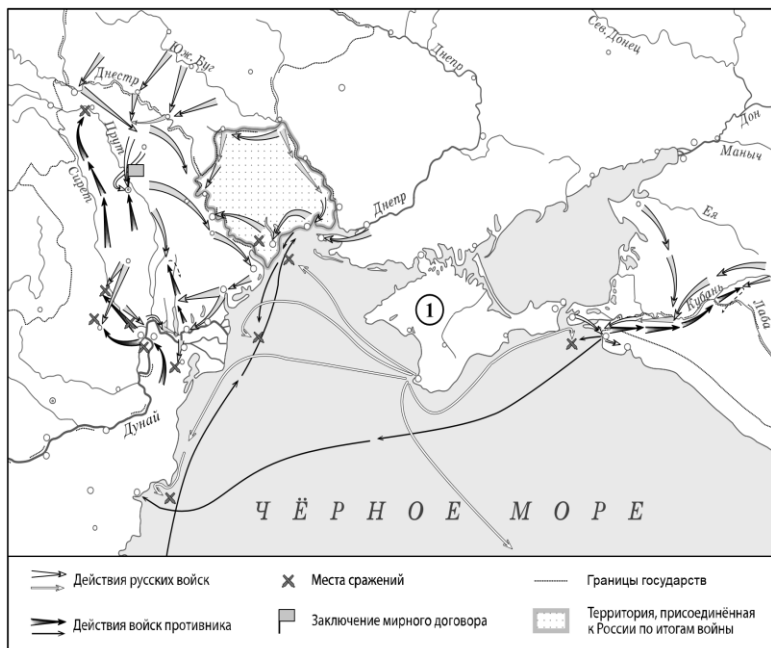 Юж. Буг
Днестр
Днепр
Сев. Донец
Дон
Маныч
Прут
Сирет
Днепр
Ея
Кубань
Лаба
1
Дунай
ЧЁРНОЕ МОРЕ
Действия русских войск
Места сражений
Границы государств
Действия войск противника
Заключение мирного договора
Территория, присоединённая
к России по итогам войны